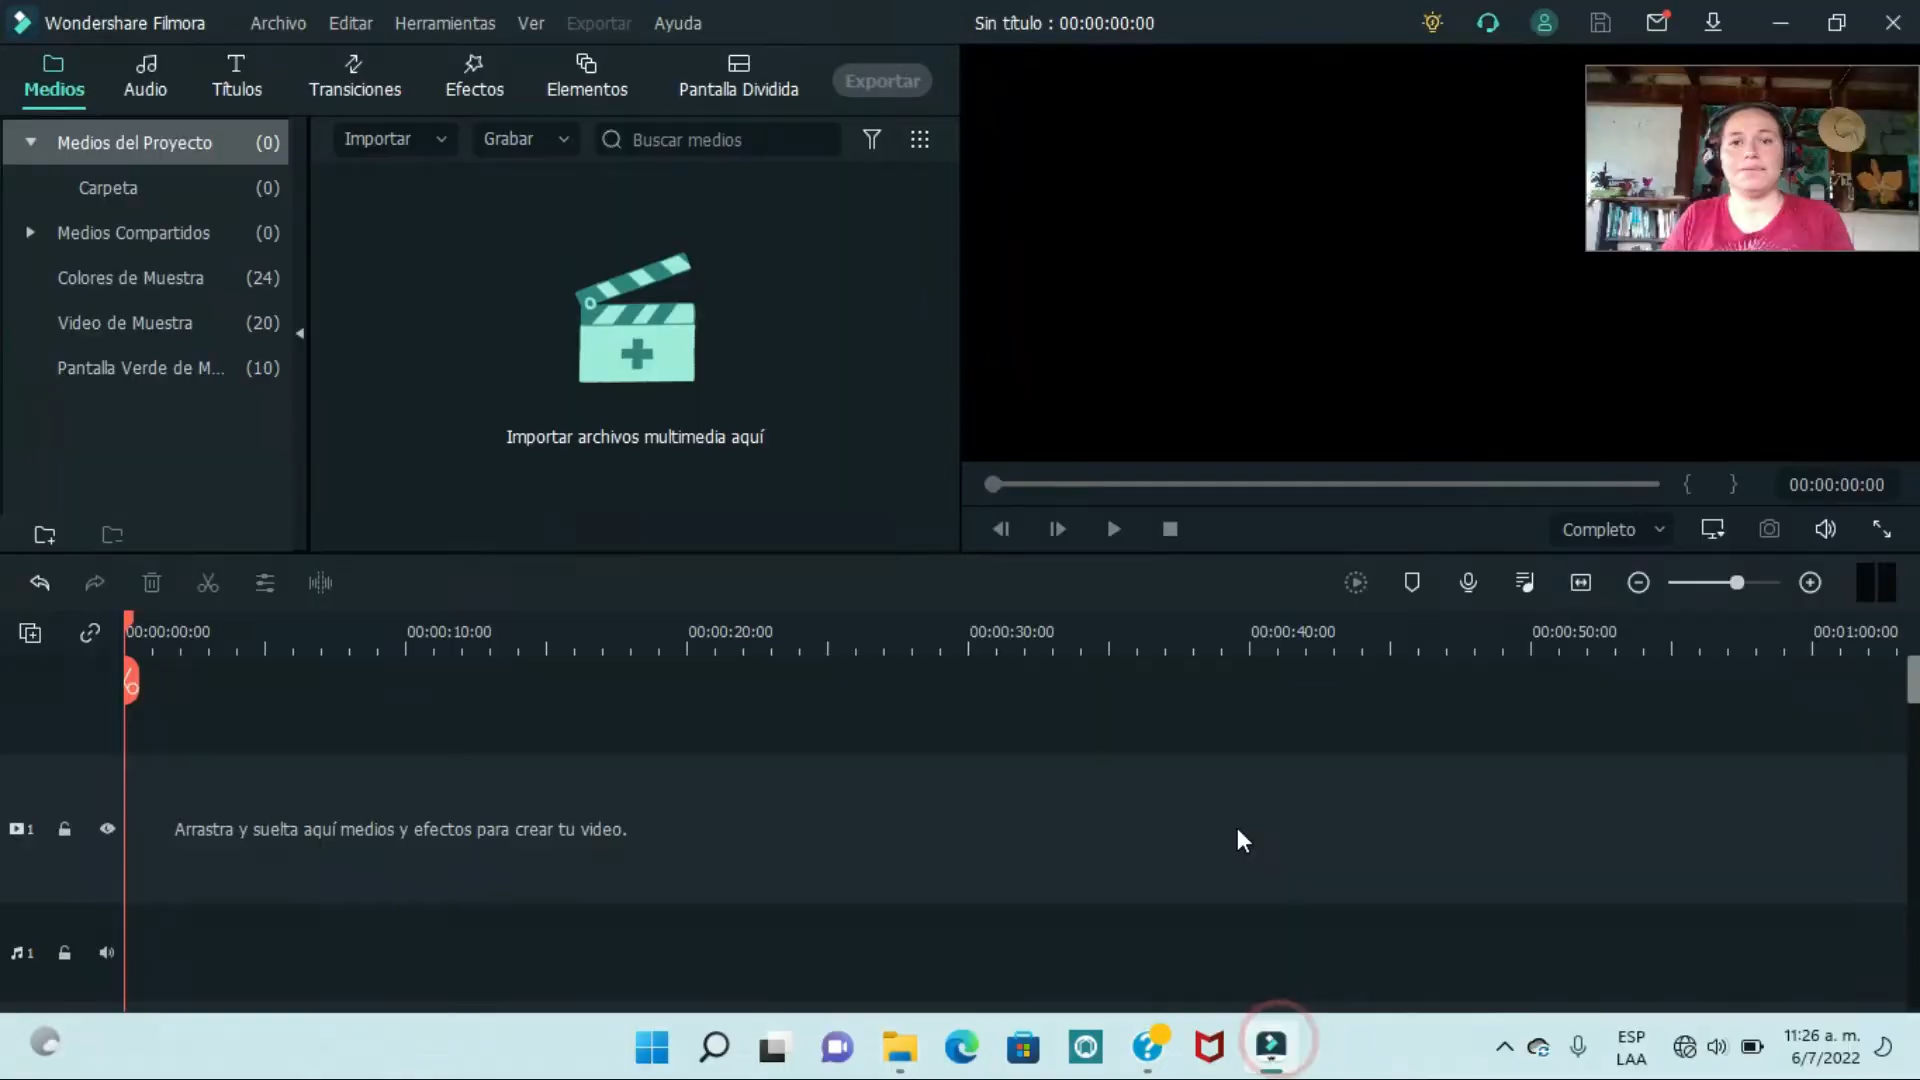 Wondershare Filmora Archivo Editar Herramientas Ver Exportar Ayuda Sin título : 00:00:00:00
Medios Audio Títulos Transiciones Efectos Elementos Pantalla Dividida Exportar
Medios del Proyecto (0)
Importar Grabar Buscar medios
Carpeta (0)
Medios Compartidos (0)
Colores de Muestra (24)
Video de Muestra (20)
Pantalla Verde de M... (10)
Importar archivos multimedia aquí
{ } 00:00:00:00
Completo
00:00:00:00 00:00:10:00 00:00:20:00 00:00:30:00 00:00:40:00 00:00:50:00 00:01:00:00
1 Arrastra y suelta aquí medios y efectos para crear tu video.
1
ESP
LAA
11:26 a. m.
6/7/2022